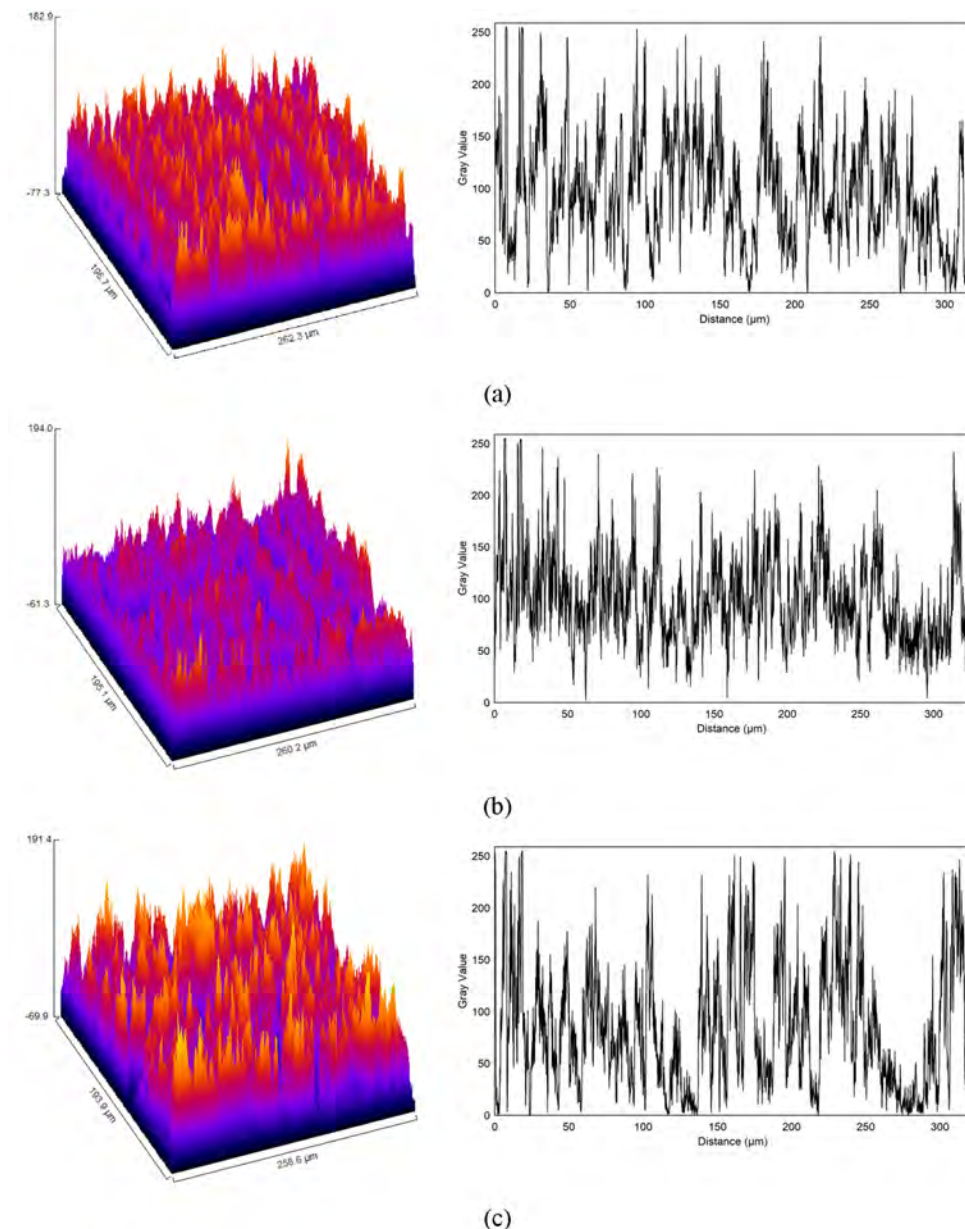 182.9
-77.3
196.7 µm
262.3 µm
250
200
150
100
50
0
Gray Value
0 50 100 150 200 250 300
Distance (µm)
(a)
194.0
-61.3
195.1 µm
260.2 µm
250
200
150
100
50
0
Gray Value
0 50 100 150 200 250 300
Distance (µm)
(b)
191.4
-69.9
193.9 µm
258.6 µm
250
200
150
100
50
0
Gray Value
0 50 100 150 200 250 300
Distance (µm)
(c)